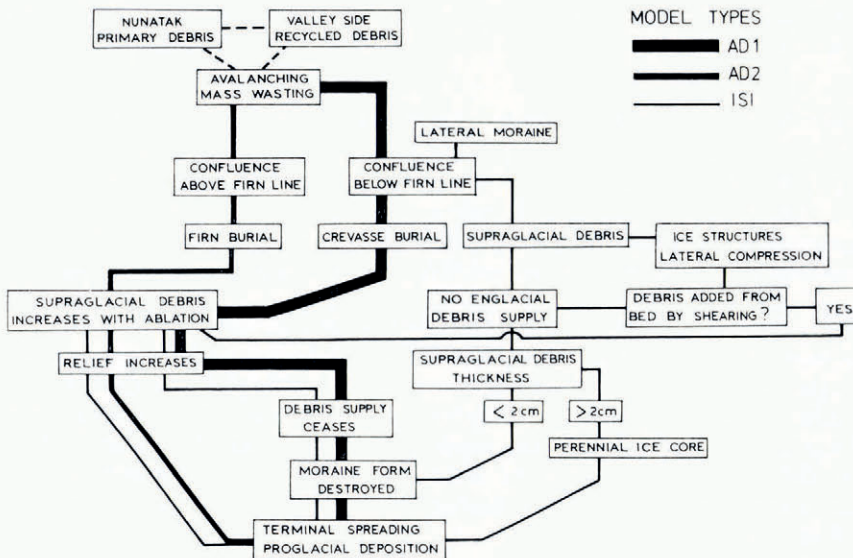 NUNATAK
PRIMARY DEBRIS
VALLEY SIDE
RECYCLED DEBRIS
MODEL TYPES
AD1
AD2
ISI
AVALANCHING
MASS WASTING
LATERAL MORAINE
CONFLUENCE
ABOVE FIRN LINE
CONFLUENCE
BELOW FIRN LINE
FIRN BURIAL
CREVASSE BURIAL
SUPRAGLACIAL DEBRIS
ICE STRUCTURES
LATERAL COMPRESSION
SUPRAGLACIAL DEBRIS
INCREASES WITH ABLATION
NO ENGLACIAL
DEBRIS SUPPLY
DEBRIS ADDED FROM
BED BY SHEARING?
YES
RELIEF INCREASES
SUPRAGLACIAL DEBRIS
THICKNESS
DEBRIS SUPPLY
CEASES
< 2cm
> 2cm
PERENNIAL ICE CORE
MORAINE FORM
DESTROYED
TERMINAL SPREADING
PROGLACIAL DEPOSITION